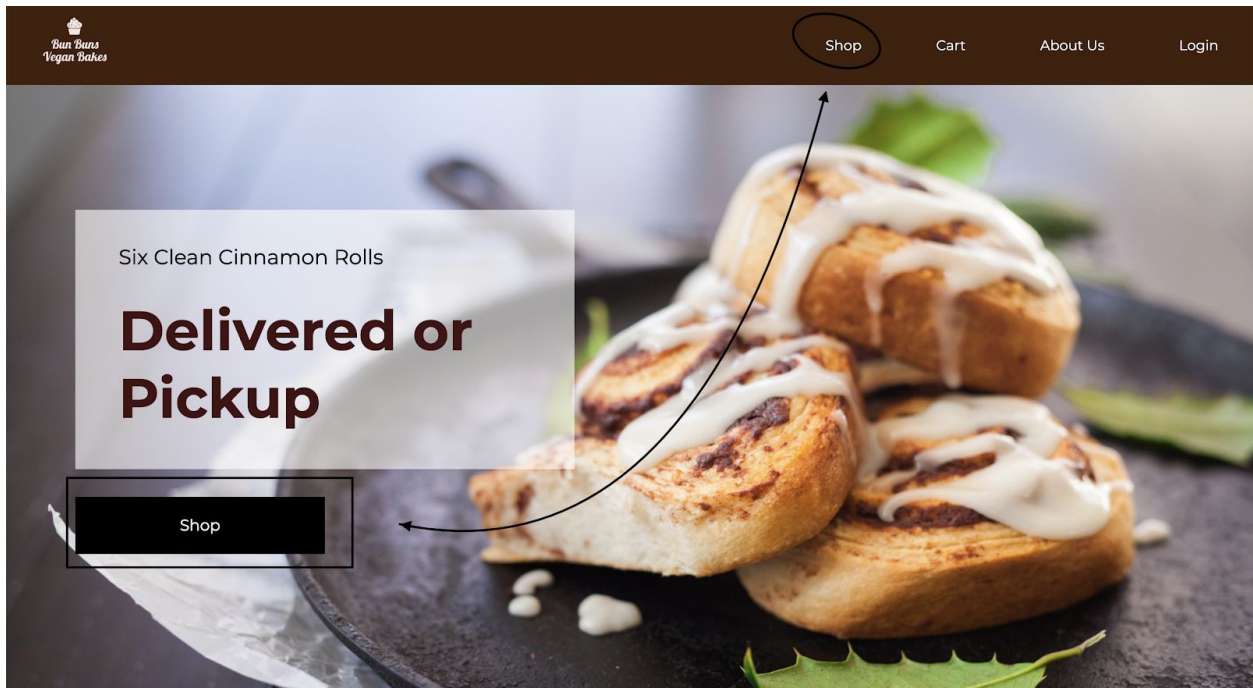 Bun Buns
Vegan Bakes
Shop
Cart
About Us
Login
Six Clean Cinnamon Rolls
Delivered or
Pickup
Shop